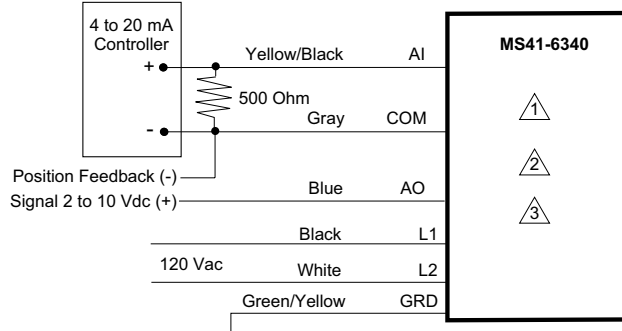 4 to 20 mA
Controller
+
-
Yellow/Black AI
500 Ohm
Gray COM
Position Feedback (-)
Signal 2 to 10 Vdc (+)
Blue AO
Black L1
120 Vac
White L2
Green/Yellow GRD
MS41-6340
1
2
3